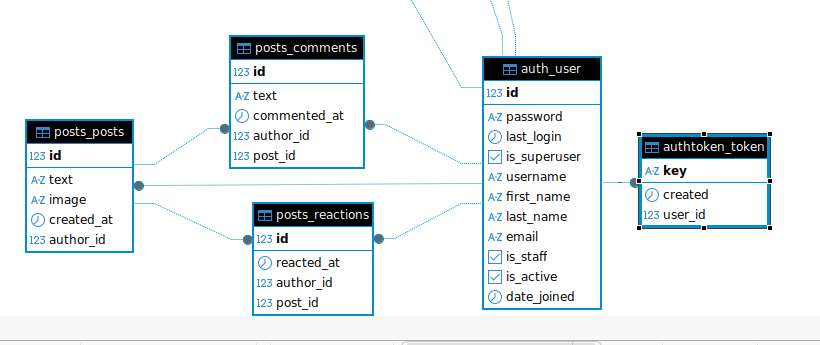 posts_comments
123 id
A-Z text
commented_at
123 author_id
123 post_id
posts_posts
123 id
A-Z text
A-Z image
created_at
123 author_id
posts_reactions
123 id
reacted_at
123 author_id
123 post_id
auth_user
123 id
A-Z password
last_login
is_superuser
A-Z username
A-Z first_name
A-Z last_name
A-Z email
is_staff
is_active
date_joined
authtoken_token
A-Z key
created
123 user_id